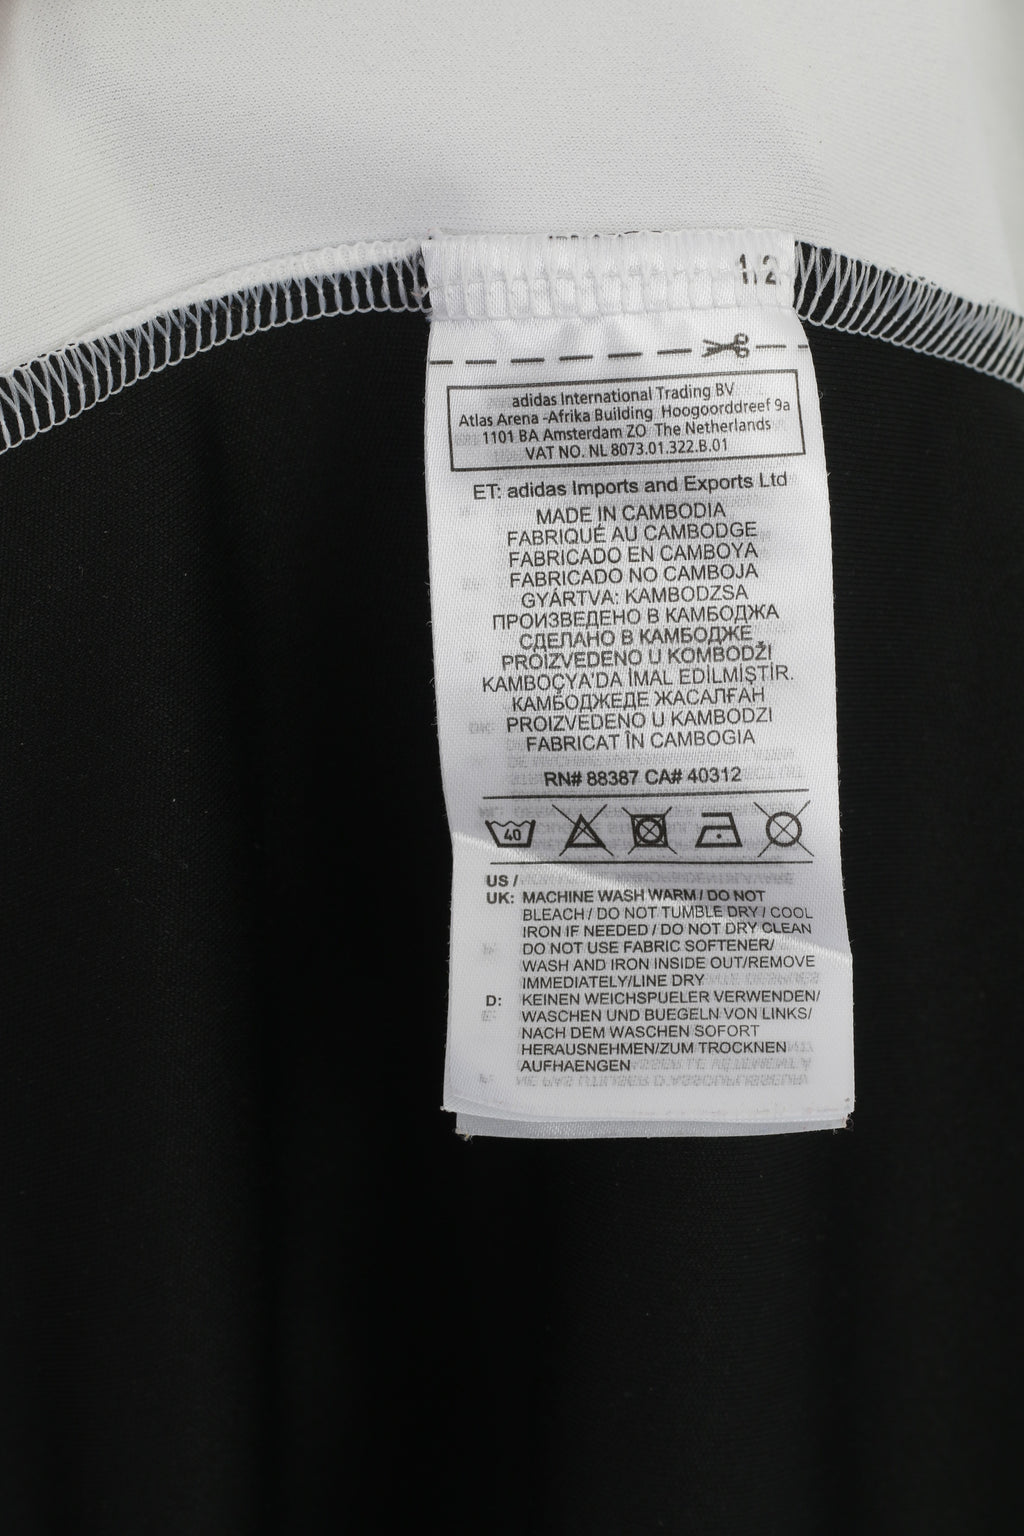 1/2
adidas International Trading BV
Atlas Arena -Afrika Building Hoogoorddreef 9a
1101 BA Amsterdam ZO The Netherlands
VAT NO. NL 8073.01.322.B.01
ET: adidas Imports and Exports Ltd
MADE IN CAMBODIA
FABRIQUÉ AU CAMBODGE
FABRICADO EN CAMBOYA
FABRICADO NO CAMBOJA
GYÁRTVA: KAMBODZSA
ПРОИЗВЕДЕНО В КАМБОДЖА
СДЕЛАНО В КАМБОДЖЕ
PROIZVEDENO U KOMBODŽI
KAMBOÇYA'DA İMAL EDİLMİŞTİR.
КАМБОДЖЕДЕ ЖАСАЛҒАН
PROIZVEDENO U KAMBODZI
FABRICAT ÎN CAMBOGIA
RN# 88387 CA# 40312
40
US /
UK: MACHINE WASH WARM / DO NOT
BLEACH / DO NOT TUMBLE DRY / COOL
IRON IF NEEDED / DO NOT DRY CLEAN
DO NOT USE FABRIC SOFTENER/
WASH AND IRON INSIDE OUT/REMOVE
IMMEDIATELY/LINE DRY
D: KEINEN WEICHSPUELER VERWENDEN/
WASCHEN UND BUEGELN VON LINKS/
NACH DEM WASCHEN SOFORT
HERAUSNEHMEN/ZUM TROCKNEN
AUFHAENGEN